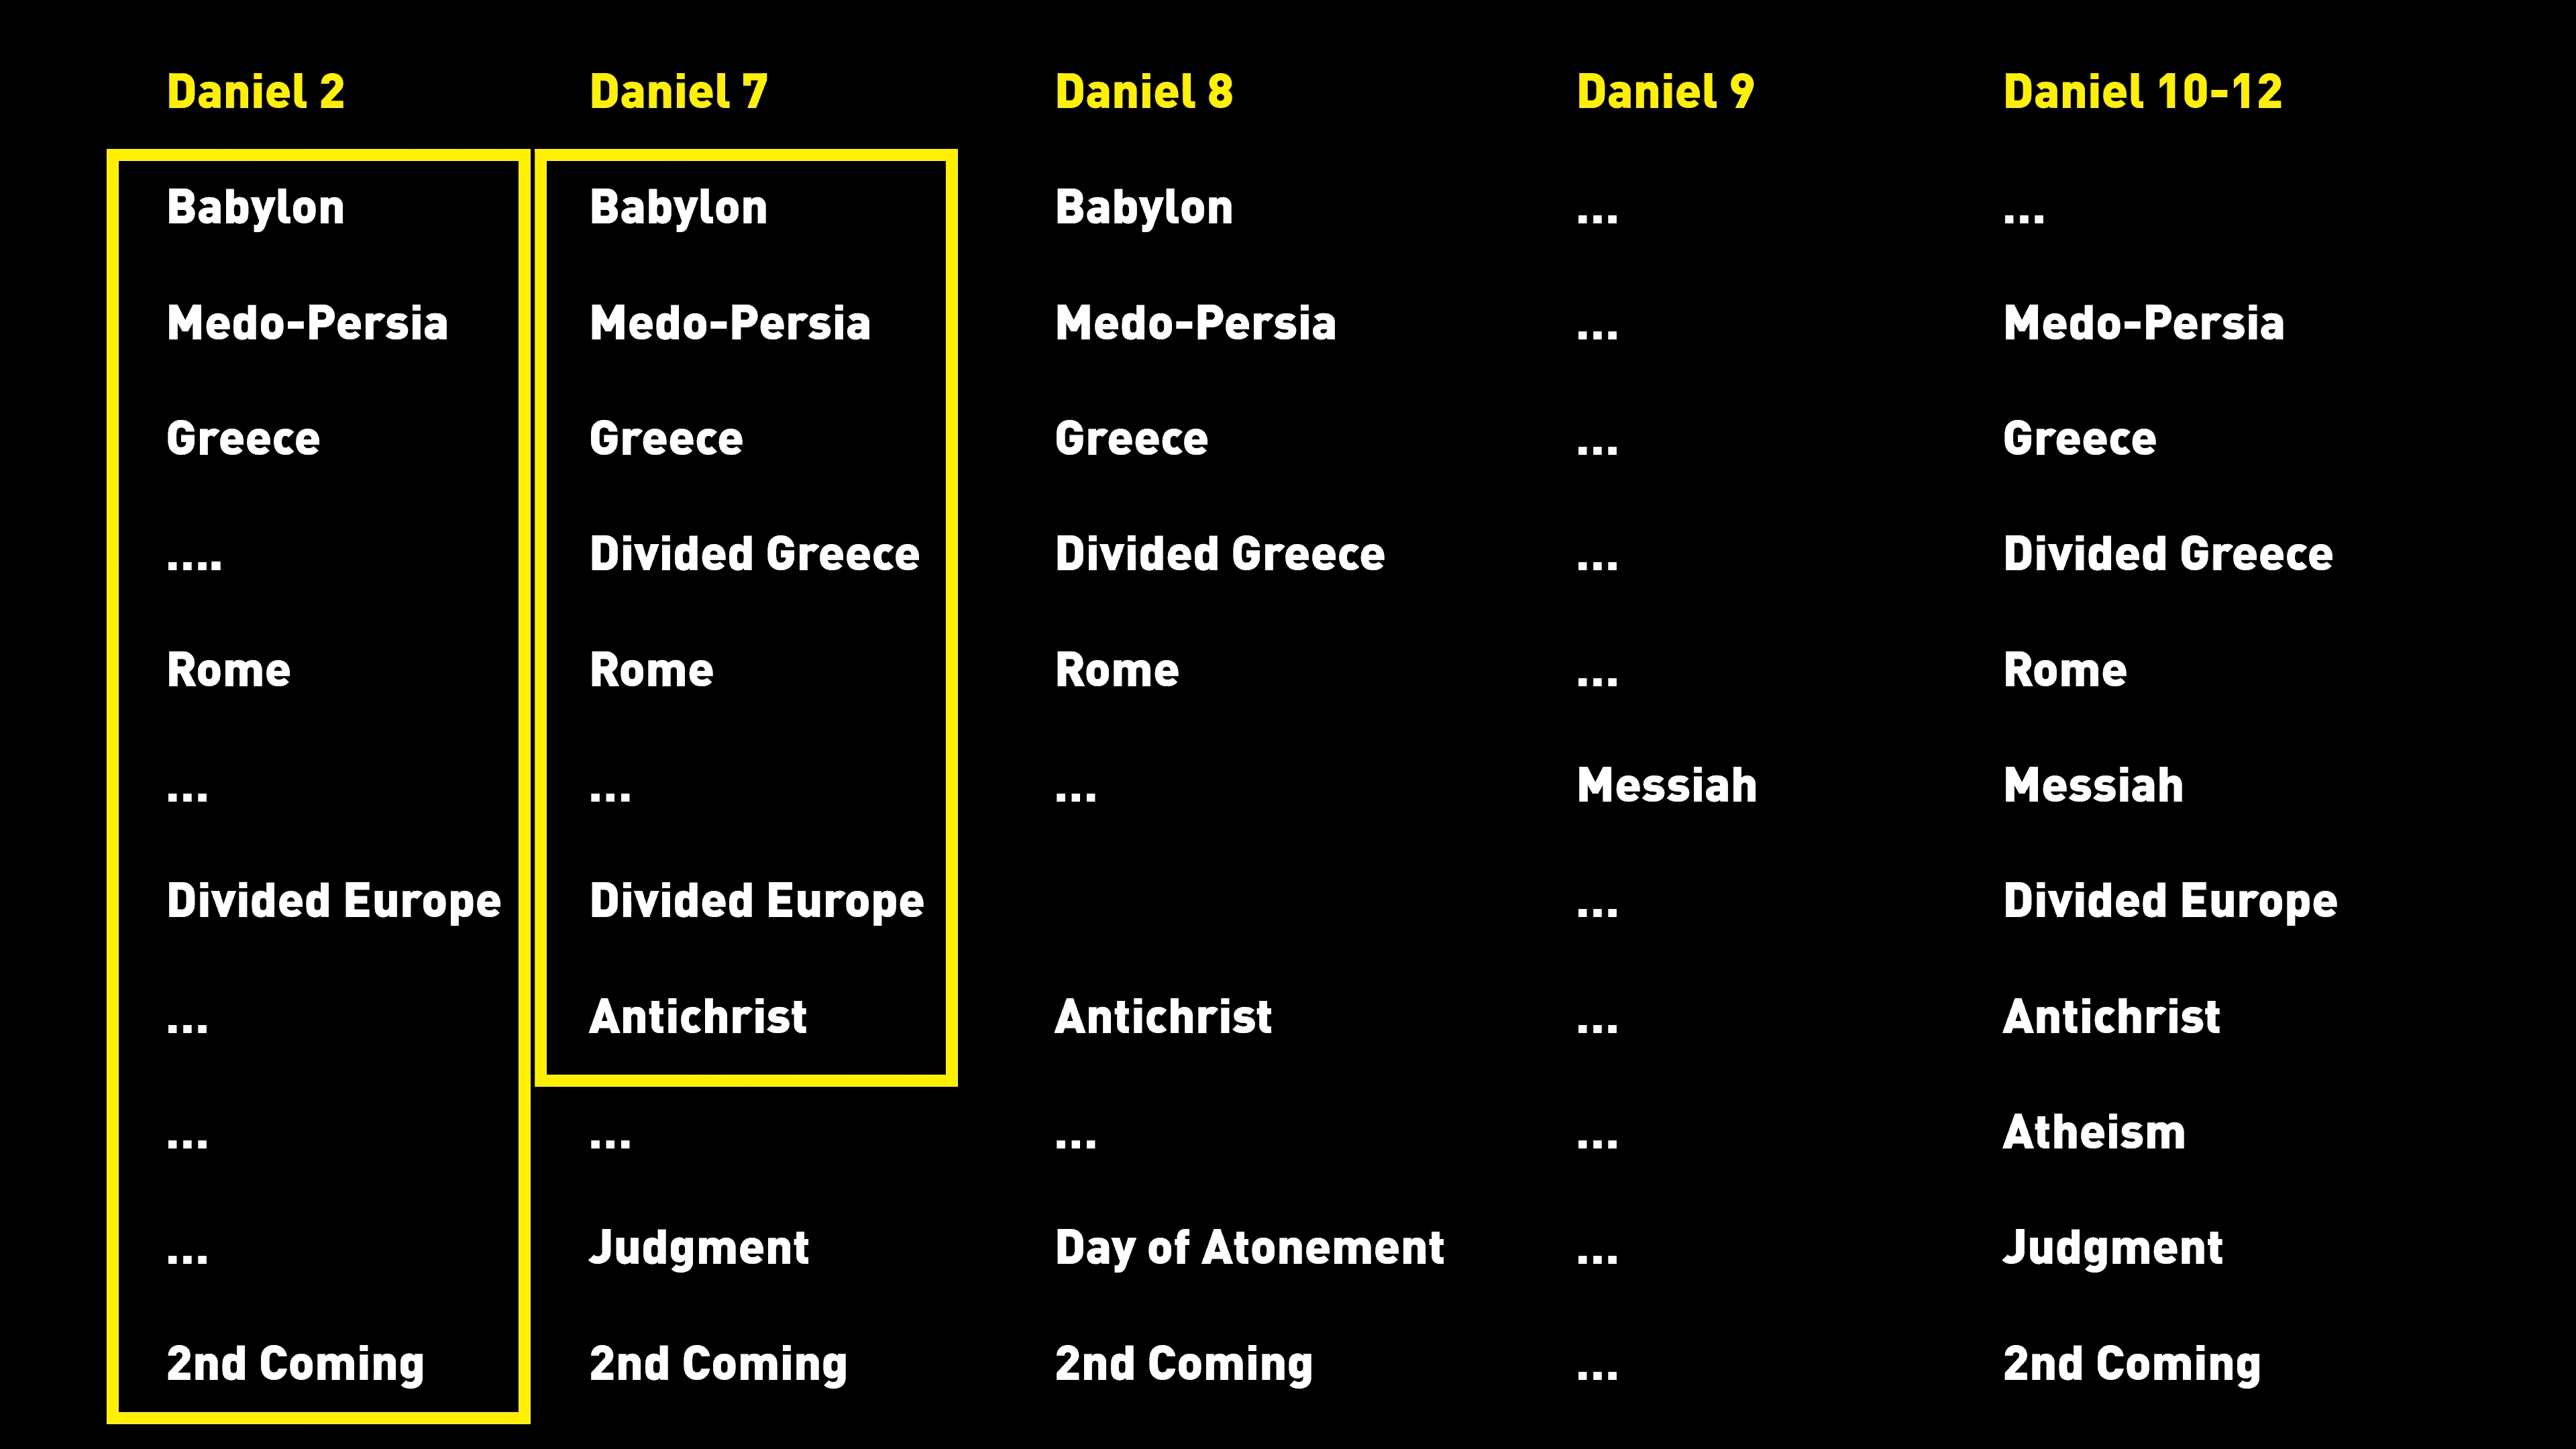 Daniel 2 Daniel 7 Daniel 8 Daniel 9 Daniel 10-12
Babylon Babylon Babylon ... ...
Medo-Persia Medo-Persia Medo-Persia ... Medo-Persia
Greece Greece Greece ... Greece
.... Divided Greece Divided Greece ... Divided Greece
Rome Rome Rome ... Rome
... ... ... Messiah Messiah
Divided Europe Divided Europe ... Divided Europe
... Antichrist Antichrist ... Antichrist
... ... ... ... Atheism
... Judgment Day of Atonement ... Judgment
2nd Coming 2nd Coming 2nd Coming ... 2nd Coming